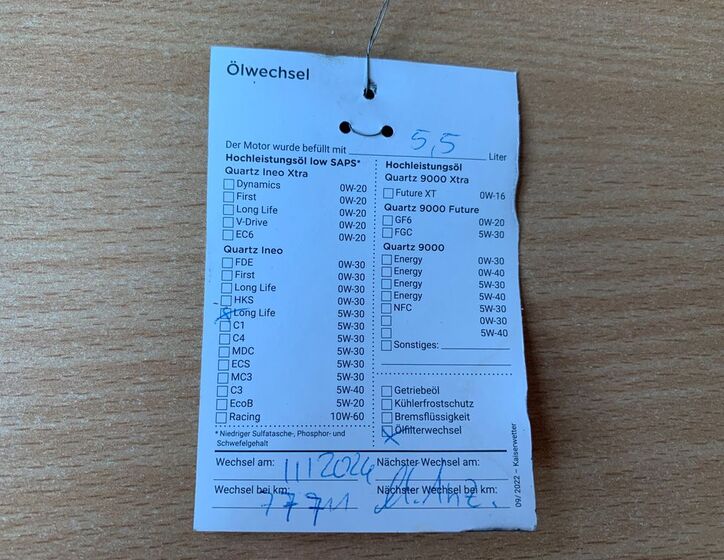 Ölwechsel
Der Motor wurde befüllt mit 5,5 Liter
Hochleistungsöl low SAPS*
Quartz Ineo Xtra
Dynamics 0W-20
First 0W-20
Long Life 0W-20
V-Drive 0W-20
EC6 0W-20
Quartz Ineo
FDE 0W-30
First 0W-30
Long Life 0W-30
HKS 0W-30
Long Life 5W-30
C1 5W-30
C4 5W-30
MDC 5W-30
ECS 5W-30
MC3 5W-30
C3 5W-40
EcoB 5W-20
Racing 10W-60
* Niedriger Sulfatasche-, Phosphor- und
Schwefelgehalt
Hochleistungsöl
Quartz 9000 Xtra
Future XT 0W-16
Quartz 9000 Future
GF6 0W-20
FGC 5W-30
Quartz 9000
Energy 0W-30
Energy 0W-40
Energy 5W-30
Energy 5W-40
NFC 5W-30
0W-30
5W-40
Sonstiges:
Getriebeöl
Kühlerfrostschutz
Bremsflüssigkeit
Ölfilterwechsel
Wechsel am: III 2024 Nächster Wechsel am:
Wechsel bei km: 77711 Nächster Wechsel bei km: lt. Anz.
09/2022 – Kaiserwetter